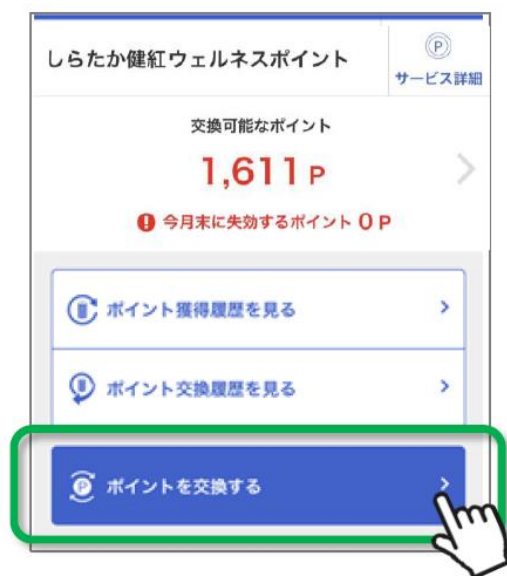 しらたか健紅ウェルネスポイント
P
サービス詳細
交換可能なポイント
1,611 P
! 今月末に失効するポイント 0 P
ポイント獲得履歴を見る
ポイント交換履歴を見る
P ポイントを交換する